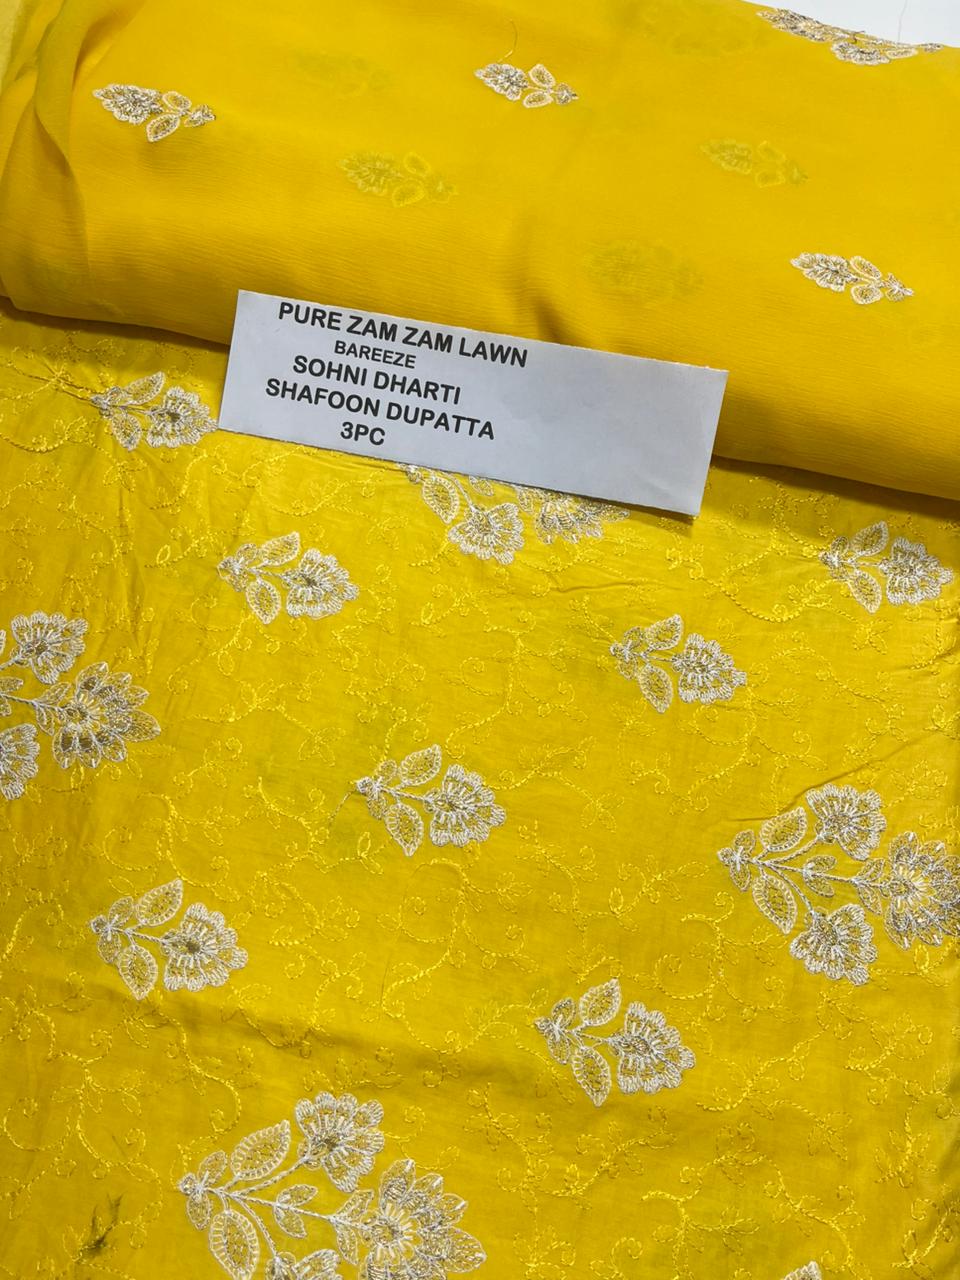 PURE ZAM ZAM LAWN
BAREEZE
SOHNI DHARTI
SHAFOON DUPATTA
3PC